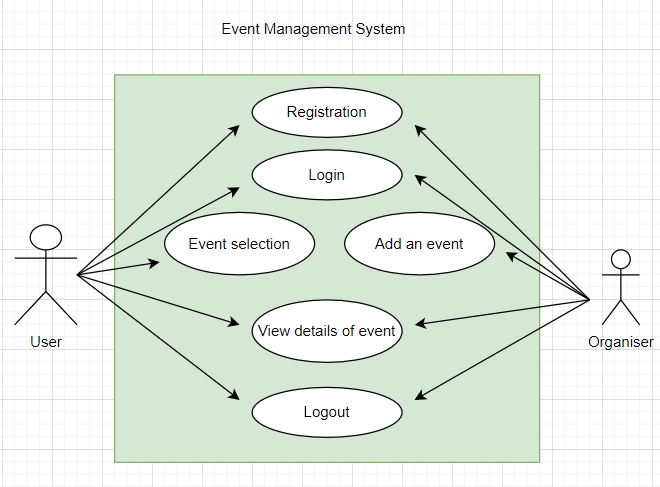 Event Management System
Registration
Login
Event selection
Add an event
View details of event
Logout
User
Organiser